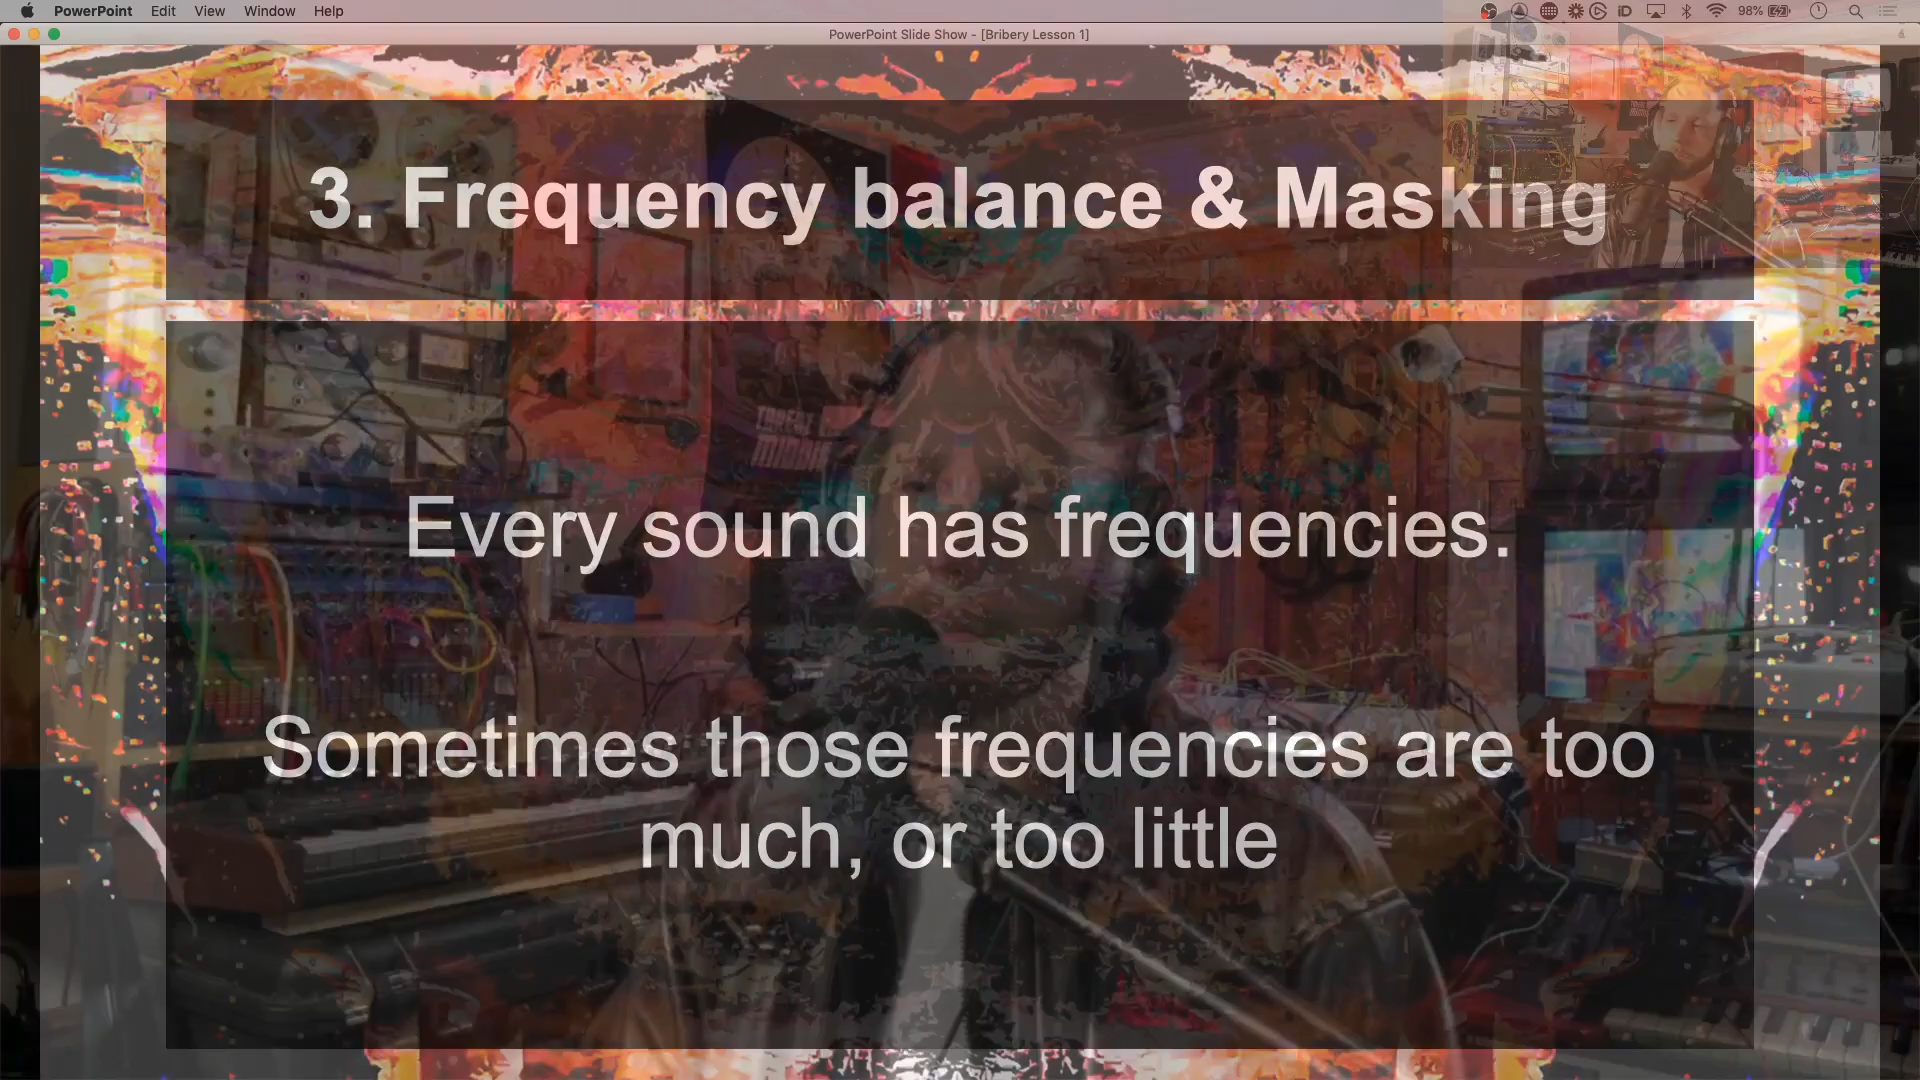 PowerPoint Edit View Window Help
98%
PowerPoint Slide Show - [Bribery Lesson 1]
3. Frequency balance & Masking
Every sound has frequencies.
Sometimes those frequencies are too
much, or too little